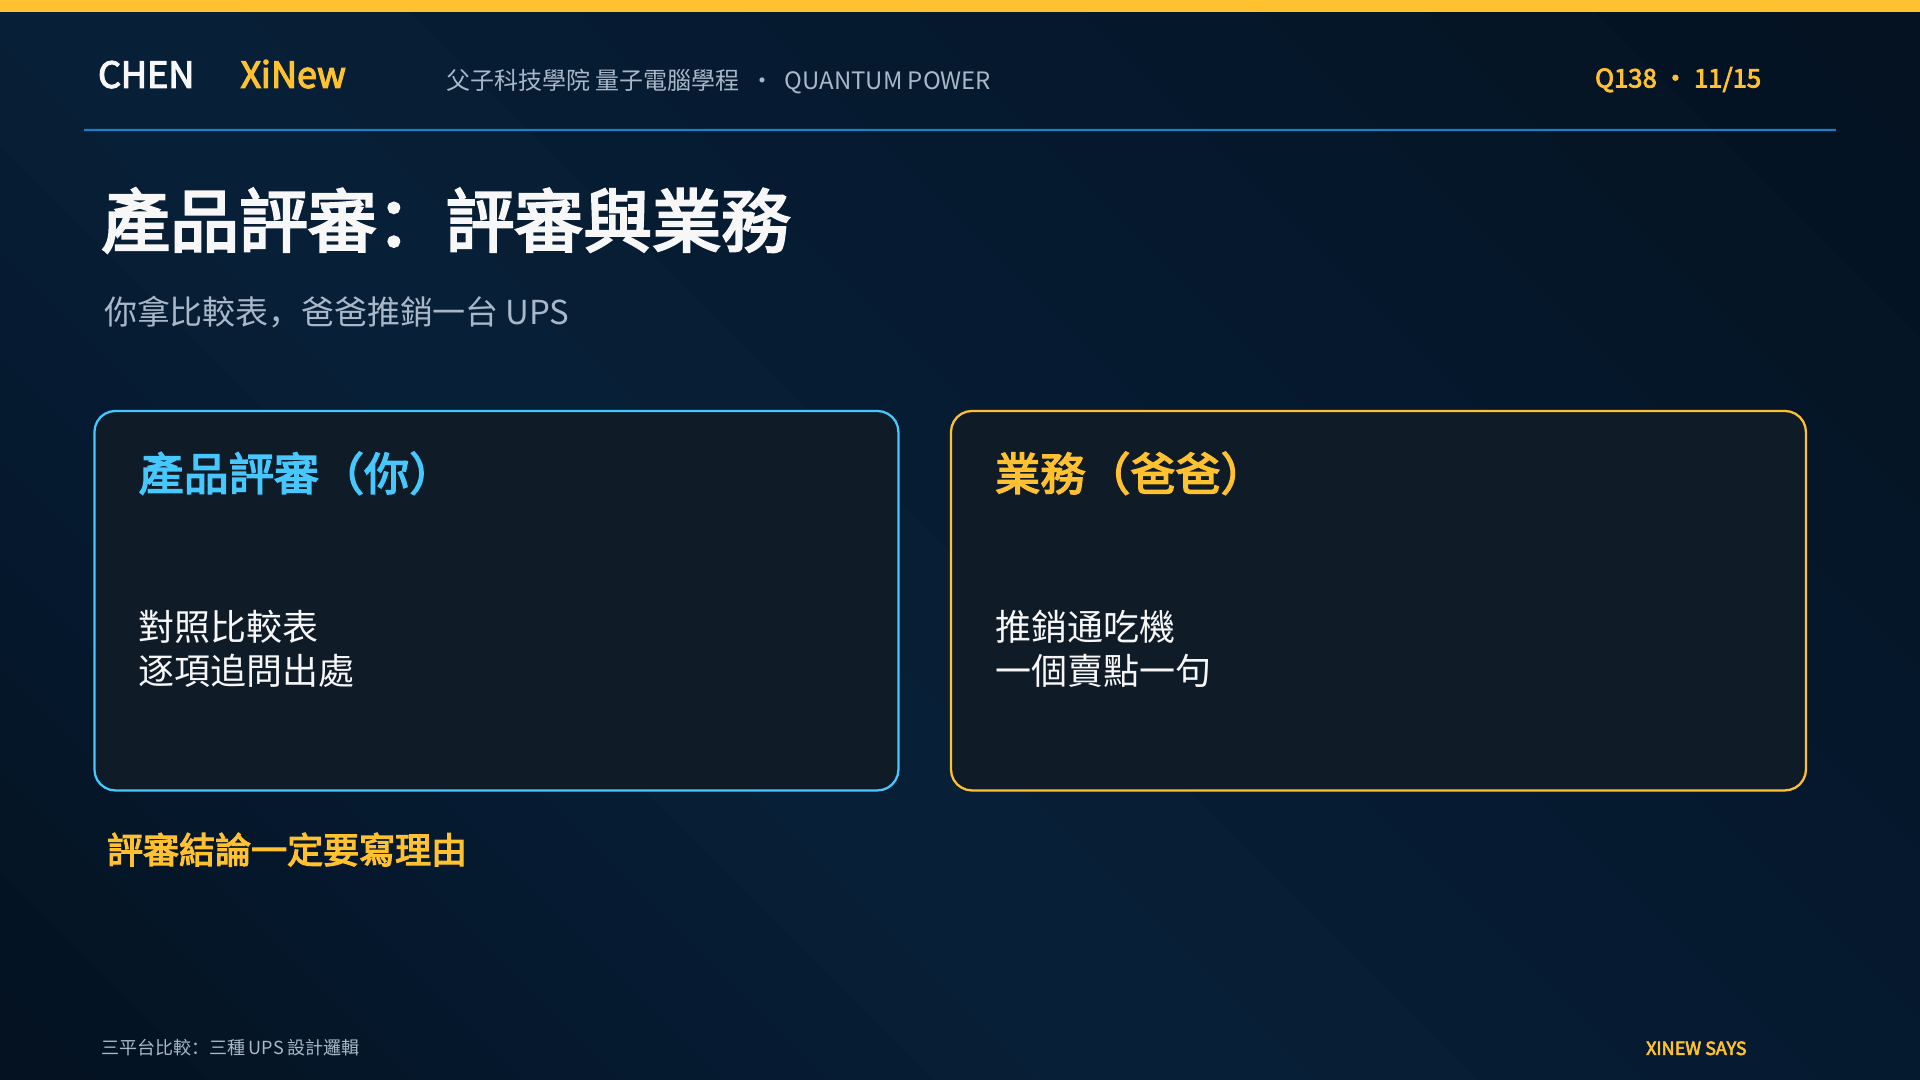 CHEN XiNew 父子科技學院 量子電腦學程 · QUANTUM POWER Q138 · 11/15
產品評審：評審與業務
你拿比較表，爸爸推銷一台 UPS
產品評審（你）
對照比較表
逐項追問出處
業務（爸爸）
推銷通吃機
一個賣點一句
評審結論一定要寫理由
三平台比較：三種 UPS 設計邏輯
XINEW SAYS